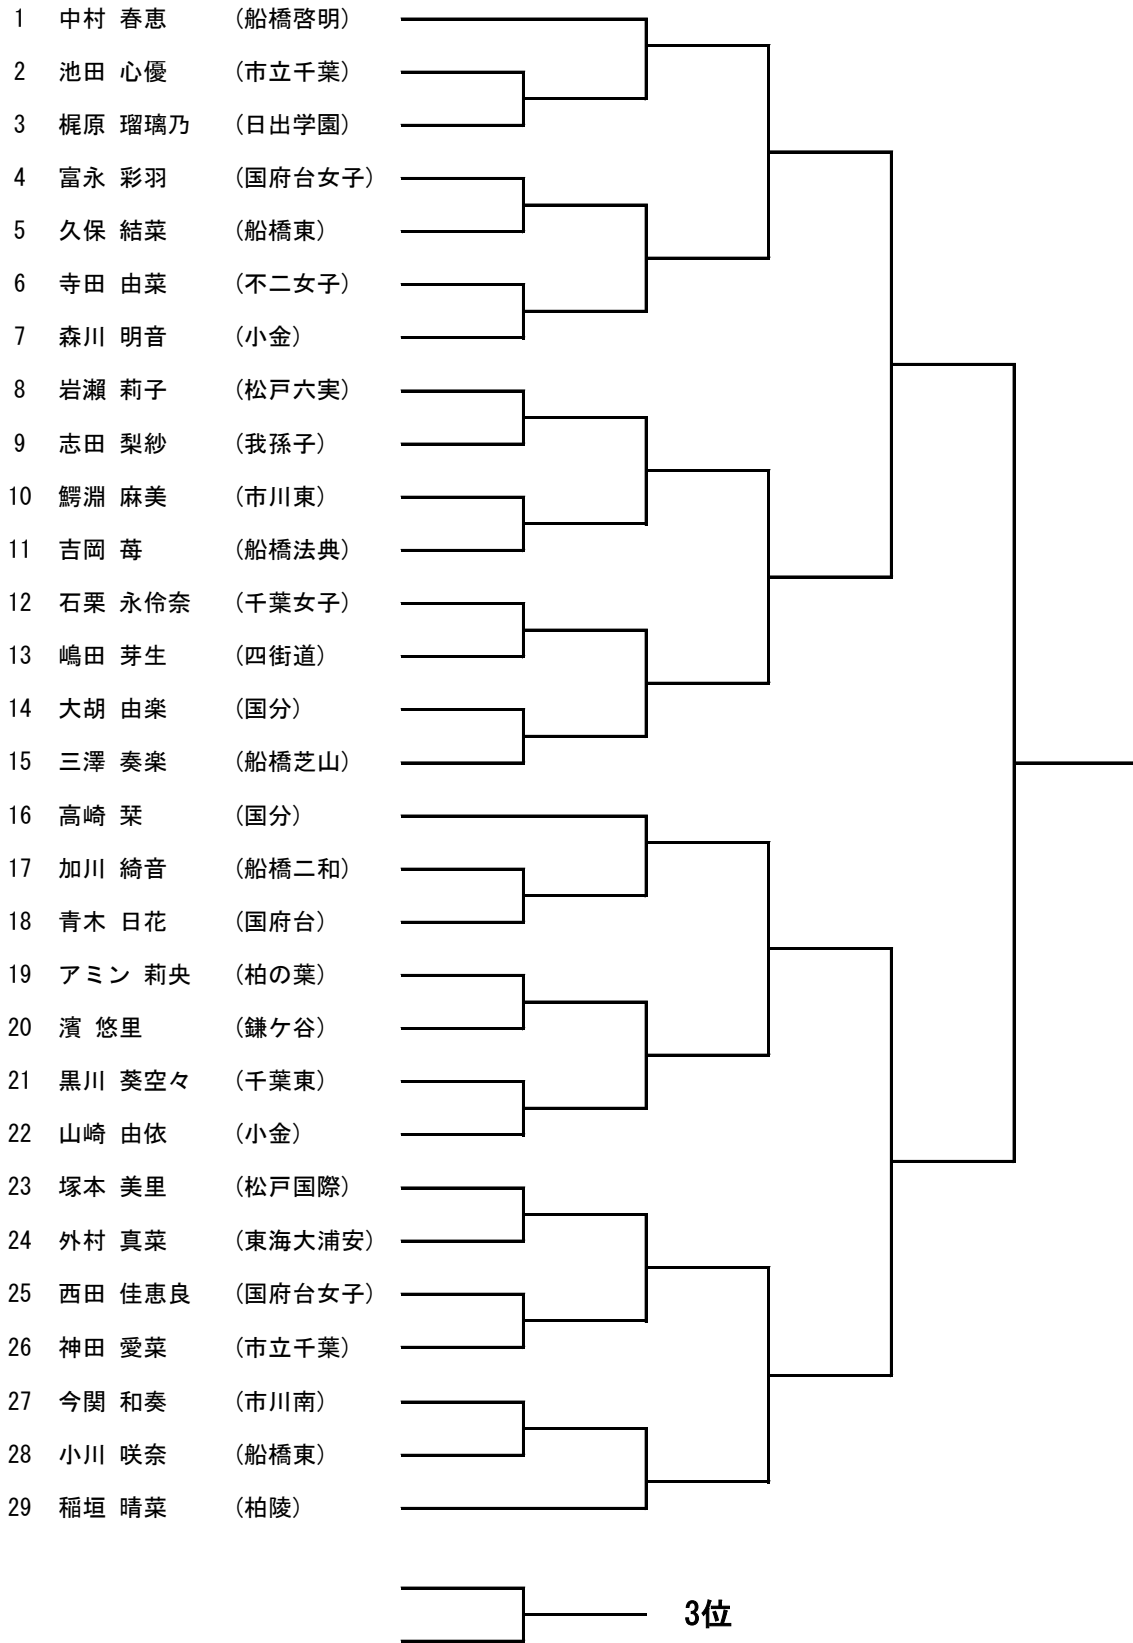 1 中村 春恵 (船橋啓明)
2 池田 心優 (市立千葉)
3 梶原 瑠璃乃 (日出学園)
4 富永 彩羽 (国府台女子)
5 久保 結菜 (船橋東)
6 寺田 由菜 (不二女子)
7 森川 明音 (小金)
8 岩瀬 莉子 (松戸六実)
9 志田 梨紗 (我孫子)
10 鰐淵 麻美 (市川東)
11 吉岡 苺 (船橋法典)
12 石栗 永伶奈 (千葉女子)
13 嶋田 芽生 (四街道)
14 大胡 由楽 (国分)
15 三澤 奏楽 (船橋芝山)
16 高崎 栞 (国分)
17 加川 綺音 (船橋二和)
18 青木 日花 (国府台)
19 アミン 莉央 (柏の葉)
20 濱 悠里 (鎌ケ谷)
21 黒川 葵空々 (千葉東)
22 山崎 由依 (小金)
23 塚本 美里 (松戸国際)
24 外村 真菜 (東海大浦安)
25 西田 佳恵良 (国府台女子)
26 神田 愛菜 (市立千葉)
27 今関 和奏 (市川南)
28 小川 咲奈 (船橋東)
29 稲垣 晴菜 (柏陵)
3位